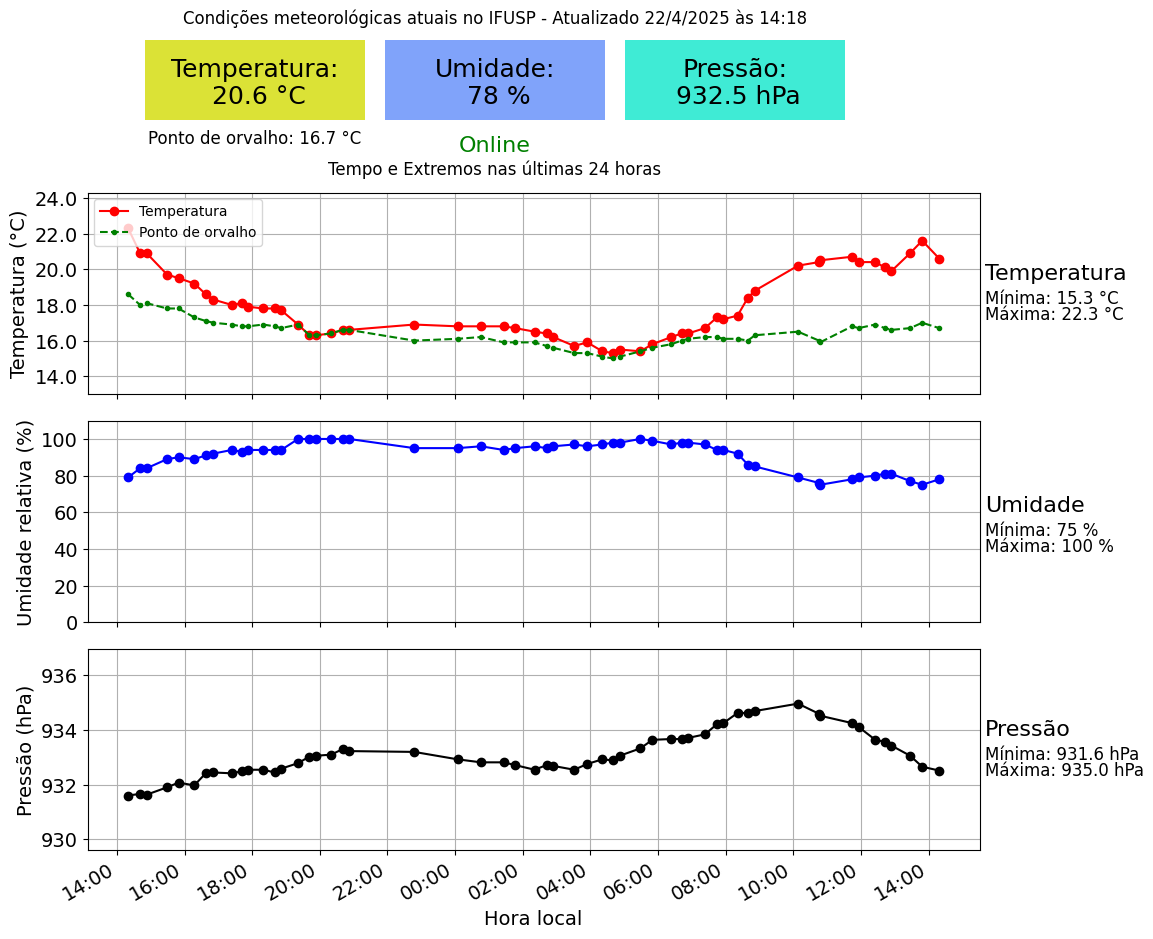 Condições meteorológicas atuais no IFUSP - Atualizado 22/4/2025 às 14:18
Temperatura:
20.6 °C
Umidade:
78 %
Pressão:
932.5 hPa
Ponto de orvalho: 16.7 °C
Online
Tempo e Extremos nas últimas 24 horas
Temperatura (°C)
24.0
22.0
20.0
18.0
16.0
14.0
Temperatura
Ponto de orvalho
Temperatura
Mínima: 15.3 °C
Máxima: 22.3 °C
Umidade relativa (%)
100
80
60
40
20
0
Umidade
Mínima: 75 %
Máxima: 100 %
Pressão (hPa)
936
934
932
930
Pressão
Mínima: 931.6 hPa
Máxima: 935.0 hPa
14:00 16:00 18:00 20:00 22:00 00:00 02:00 04:00 06:00 08:00 10:00 12:00 14:00
Hora local